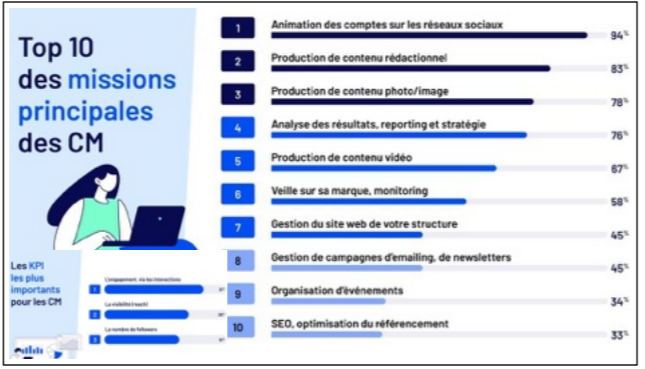 Top 10
des missions
principales
des CM
1 Animation des comptes sur les réseaux sociaux 94%
2 Production de contenu rédactionnel 83%
3 Production de contenu photo/image 78%
4 Analyse des résultats, reporting et stratégie 76%
5 Production de contenu vidéo 67%
6 Veille sur sa marque, monitoring 58%
7 Gestion du site web de votre structure 45%
8 Gestion de campagnes d'emailing, de newsletters 45%
9 Organisation d'événements 34%
10 SEO, optimisation du référencement 33%
Les KPI
les plus
importants
pour les CM
1 L'engagement, via les interactions
2 La visibilité (reach)
3 Le nombre de followers